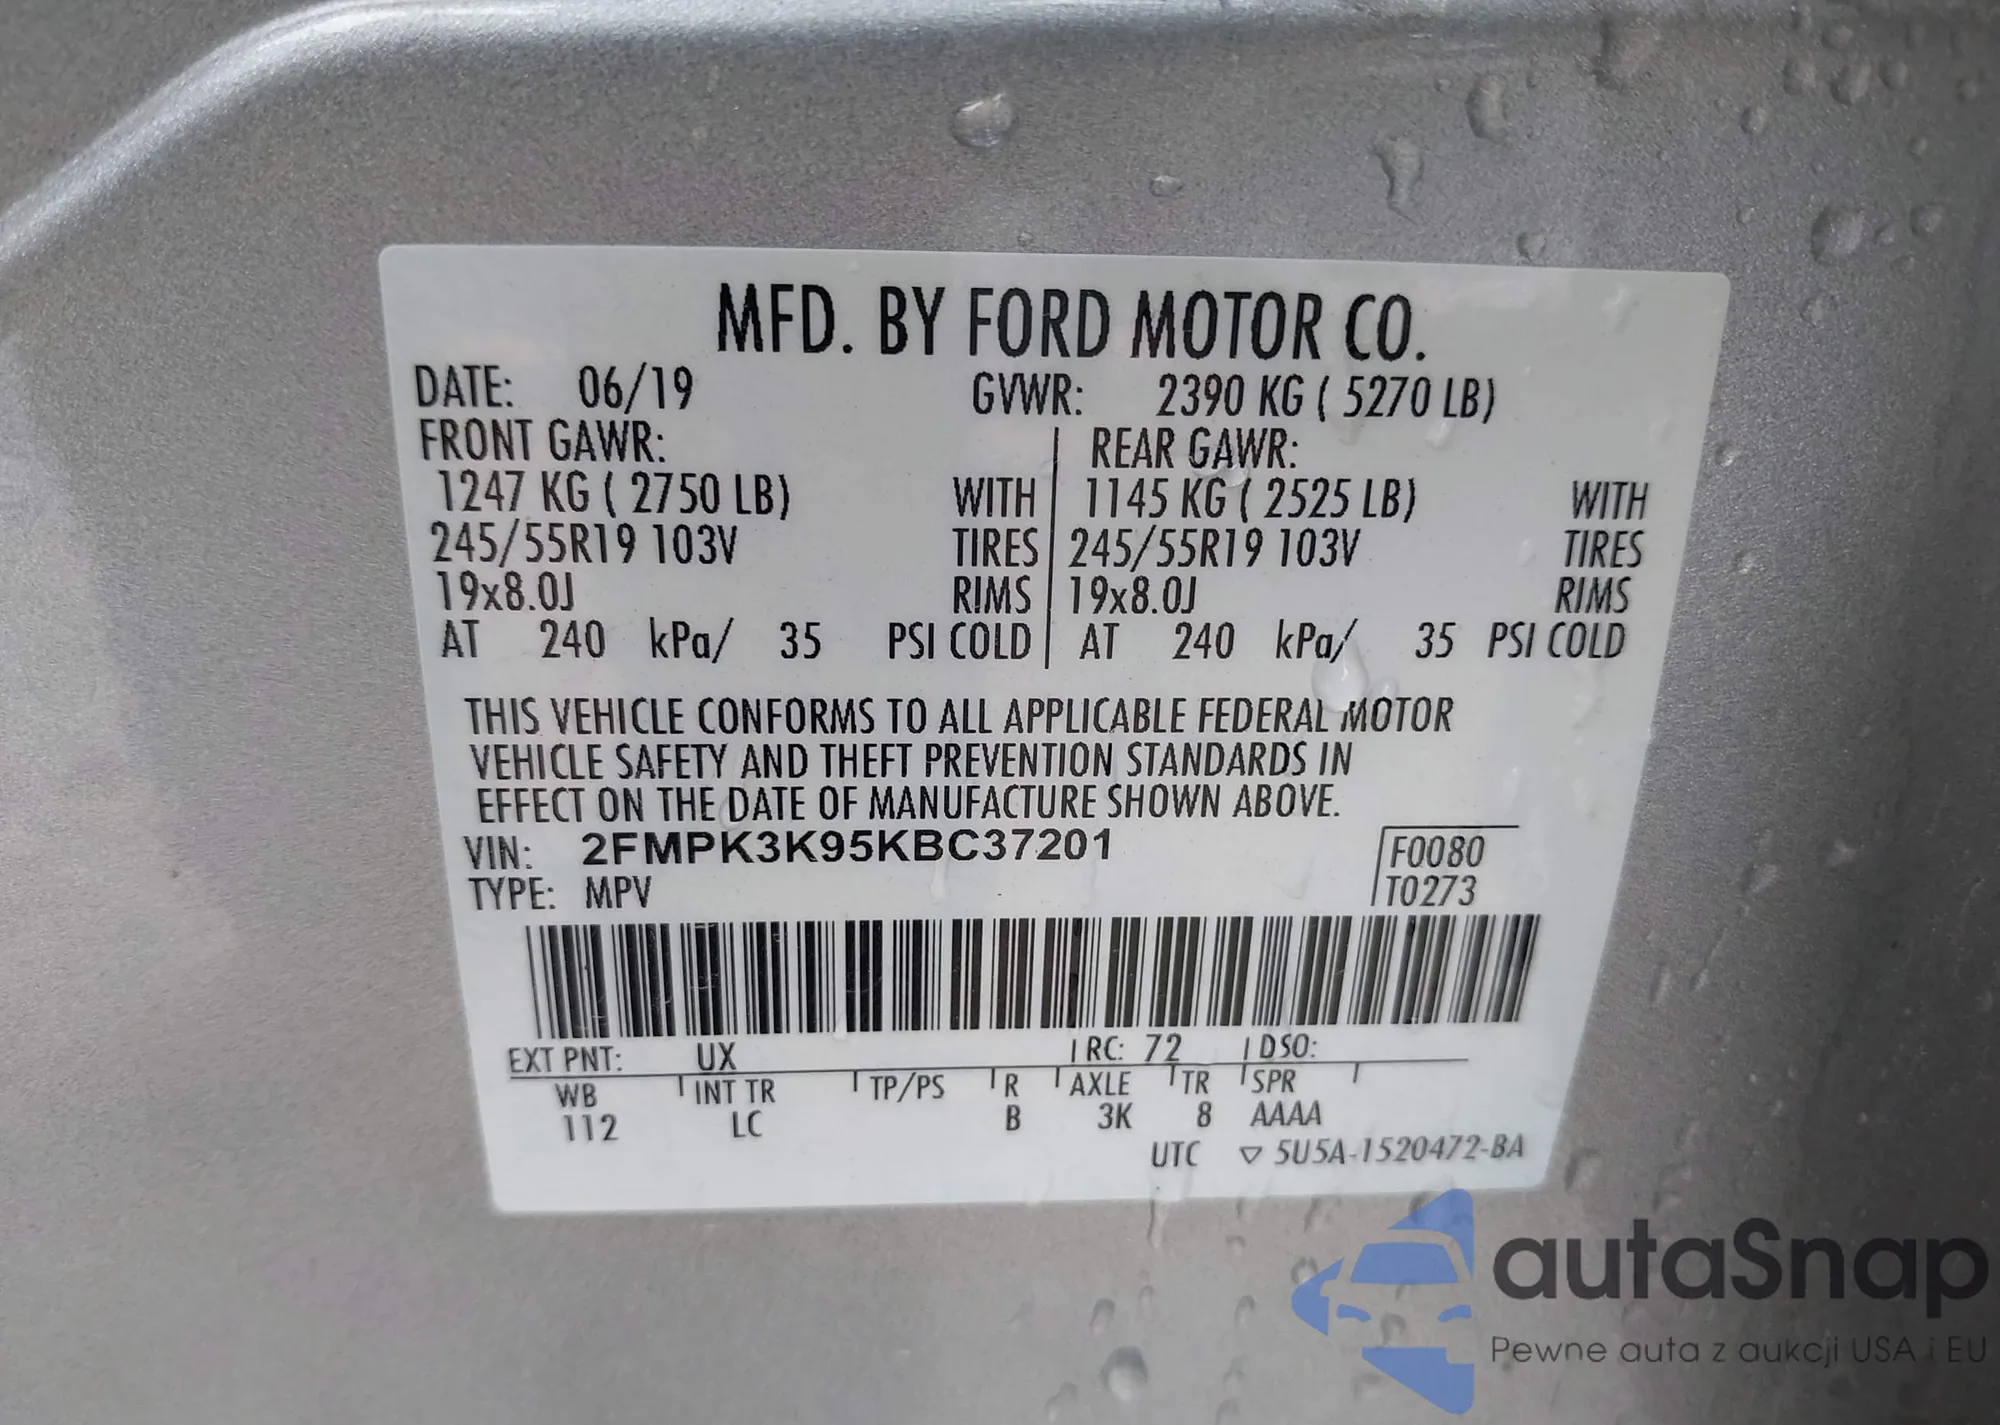 MFD. BY FORD MOTOR CO.
DATE: 06/19 GVWR: 2390 KG ( 5270 LB)
FRONT GAWR: REAR GAWR:
1247 KG ( 2750 LB) WITH 1145 KG ( 2525 LB) WITH
245/55R19 103V TIRES 245/55R19 103V TIRES
19x8.0J RIMS 19x8.0J RIMS
AT 240 kPa/ 35 PSI COLD AT 240 kPa/ 35 PSI COLD
THIS VEHICLE CONFORMS TO ALL APPLICABLE FEDERAL MOTOR
VEHICLE SAFETY AND THEFT PREVENTION STANDARDS IN
EFFECT ON THE DATE OF MANUFACTURE SHOWN ABOVE.
VIN: 2FMPK3K95KBC37201 F0080
TYPE: MPV T0273
EXT PNT: UX RC: 72 DSO:
WB INT TR TP/PS R AXLE TR SPR
112 LC B 3K 8 AAAA
UTC ▽ 5U5A-1520472-BA
autaSnap
Pewne auta z aukcji USA i EU